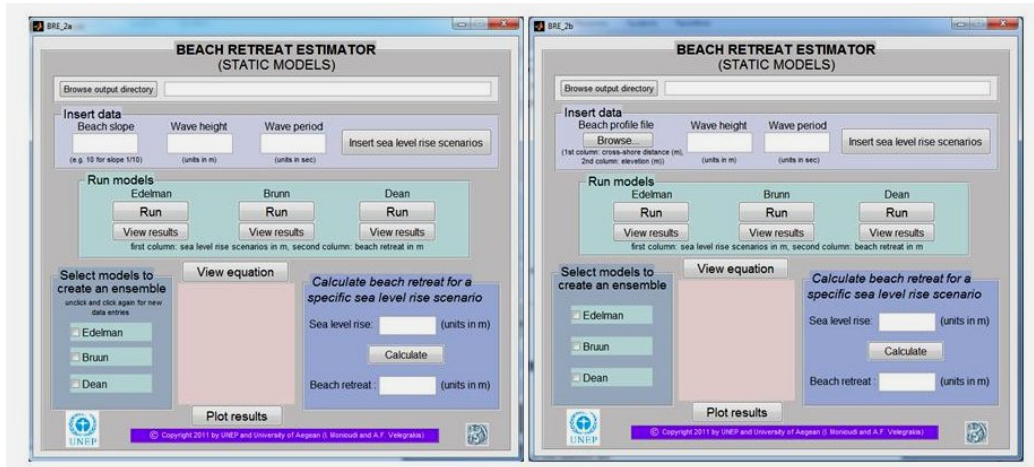 BRE_2a
BEACH RETREAT ESTIMATOR
(STATIC MODELS)
Browse output directory
Insert data
Beach slope
Wave height
Wave period
Insert sea level rise scenarios
(e.g. 10 for slope 1/10)
(units in m)
(units in sec)
Run models
Edelman
Brunn
Dean
Run
Run
Run
View results
View results
View results
first column: sea level rise scenarios in m, second column: beach retreat in m
Select models to
create an ensemble
unclick and click again for new
data entries
Edelman
Bruun
Dean
View equation
Plot results
Calculate beach retreat for a
specific sea level rise scenario
Sea level rise:
(units in m)
Calculate
Beach retreat :
(units in m)
UNEP
© Copyright 2011 by UNEP and University of Aegean (I. Monioudi and A.F. Velegrakis)
BRE_2b
BEACH RETREAT ESTIMATOR
(STATIC MODELS)
Browse output directory
Insert data
Beach profile file
Wave height
Wave period
Browse...
Insert sea level rise scenarios
(1st column: cross-shore distance (m),
2nd column: elevetion (m))
(units in m)
(units in sec)
Run models
Edelman
Brunn
Dean
Run
Run
Run
View results
View results
View results
first column: sea level rise scenarios in m, second column: beach retreat in m
Select models to
create an ensemble
Edelman
Bruun
Dean
View equation
Plot results
Calculate beach retreat for a
specific sea level rise scenario
Sea level rise:
(units in m)
Calculate
Beach retreat :
(units in m)
UNEP
© Copyright 2011 by UNEP and University of Aegean (I. Monioudi and A.F. Velegrakis)